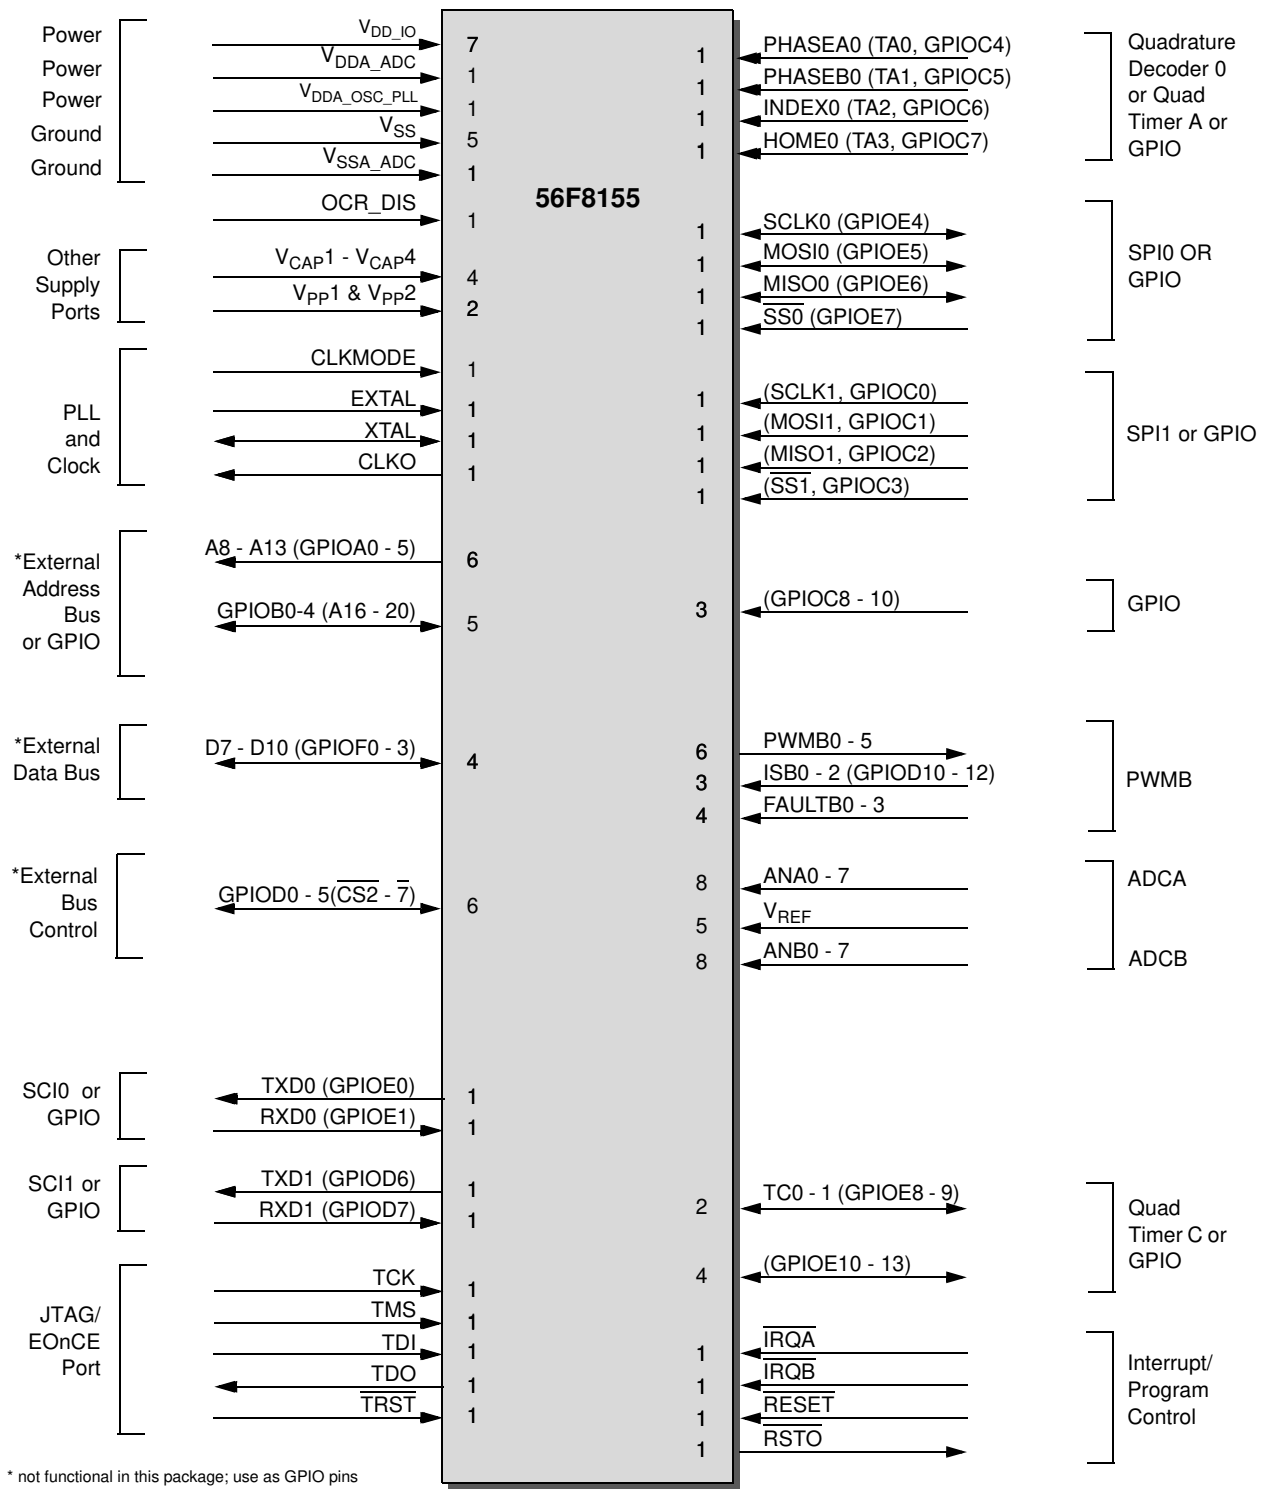 56F8155
Power
Power
Power
Ground
Ground
VDD_IO
7
VDDA_ADC
1
VDDA_OSC_PLL
1
VSS
5
VSSA_ADC
1
OCR_DIS
1
Other
Supply
Ports
VCAP1 - VCAP4
4
VPP1 & VPP2
2
PLL
and
Clock
CLKMODE
1
EXTAL
1
XTAL
1
CLKO
1
*External
Address
Bus
or GPIO
A8 - A13 (GPIOA0 - 5)
6
GPIOB0-4 (A16 - 20)
5
*External
Data Bus
D7 - D10 (GPIOF0 - 3)
4
*External
Bus
Control
GPIOD0 - 5(CS2 - 7)
6
SCI0 or
GPIO
TXD0 (GPIOE0)
1
RXD0 (GPIOE1)
1
SCI1 or
GPIO
TXD1 (GPIOD6)
1
RXD1 (GPIOD7)
1
JTAG/
EOnCE
Port
TCK
1
TMS
1
TDI
1
TDO
1
TRST
1
1
PHASEA0 (TA0, GPIOC4)
1
PHASEB0 (TA1, GPIOC5)
1
INDEX0 (TA2, GPIOC6)
1
HOME0 (TA3, GPIOC7)
Quadrature
Decoder 0
or Quad
Timer A or
GPIO
1
SCLK0 (GPIOE4)
1
MOSI0 (GPIOE5)
1
MISO0 (GPIOE6)
1
SS0 (GPIOE7)
SPI0 OR
GPIO
1
(SCLK1, GPIOC0)
1
(MOSI1, GPIOC1)
1
(MISO1, GPIOC2)
1
(SS1, GPIOC3)
SPI1 or GPIO
3
(GPIOC8 - 10)
GPIO
6
PWMB0 - 5
3
ISB0 - 2 (GPIOD10 - 12)
4
FAULTB0 - 3
PWMB
8
ANA0 - 7
5
VREF
8
ANB0 - 7
ADCA
ADCB
2
TC0 - 1 (GPIOE8 - 9)
4
(GPIOE10 - 13)
Quad
Timer C or
GPIO
1
IRQA
1
IRQB
1
RESET
1
RSTO
Interrupt/
Program
Control
* not functional in this package; use as GPIO pins